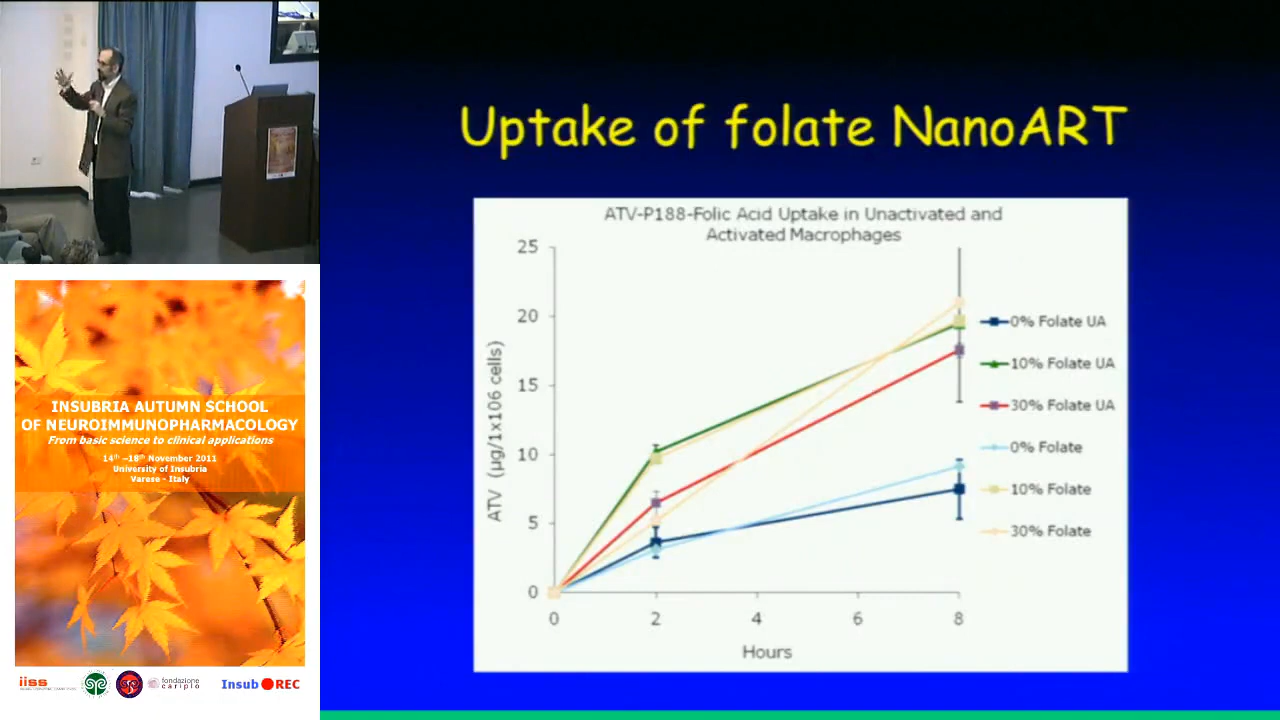 Uptake of folate NanoART
ATV-P188-Folic Acid Uptake in Unactivated and
Activated Macrophages
25
20
15
10
5
0
ATV (µg/1x106 cells)
0 2 4 6 8
Hours
0% Folate UA
10% Folate UA
30% Folate UA
0% Folate
10% Folate
30% Folate
INSUBRIA AUTUMN SCHOOL
OF NEUROIMMUNOPHARMACOLOGY
From basic science to clinical applications
14th –18th November 2011
University of Insubria
Varese - Italy
iiss
fondazione
cariplo
Insub REC